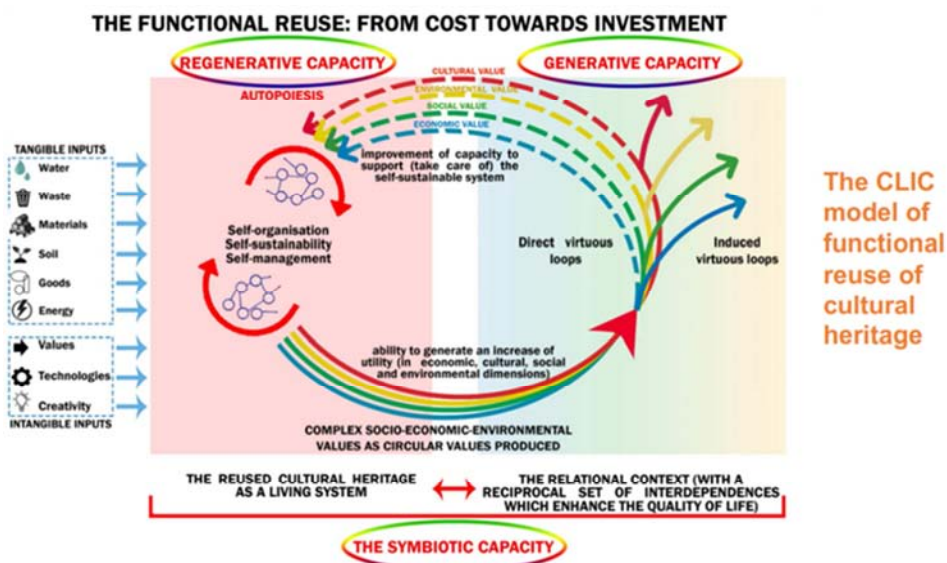 THE FUNCTIONAL REUSE: FROM COST TOWARDS INVESTMENT
REGENERATIVE CAPACITY
GENERATIVE CAPACITY
AUTOPOIESIS
CULTURAL VALUE
ENVIRONMENTAL VALUE
SOCIAL VALUE
ECONOMIC VALUE
improvement of capacity to
support (take care of) the
self-sustainable system
TANGIBLE INPUTS
Water
Waste
Materials
Soil
Goods
Energy
Values
Technologies
Creativity
INTANGIBLE INPUTS
Self-organisation
Self-sustainability
Self-management
Direct virtuous
loops
Induced
virtuous loops
ability to generate an increase of
utility (in economic, cultural, social
and environmental dimensions)
COMPLEX SOCIO-ECONOMIC-ENVIRONMENTAL
VALUES AS CIRCULAR VALUES PRODUCED
THE REUSED CULTURAL HERITAGE
AS A LIVING SYSTEM
THE RELATIONAL CONTEXT (WITH A
RECIPROCAL SET OF INTERDEPENDENCES
WHICH ENHANCE THE QUALITY OF LIFE)
THE SYMBIOTIC CAPACITY
The CLIC
model of
functional
reuse of
cultural
heritage